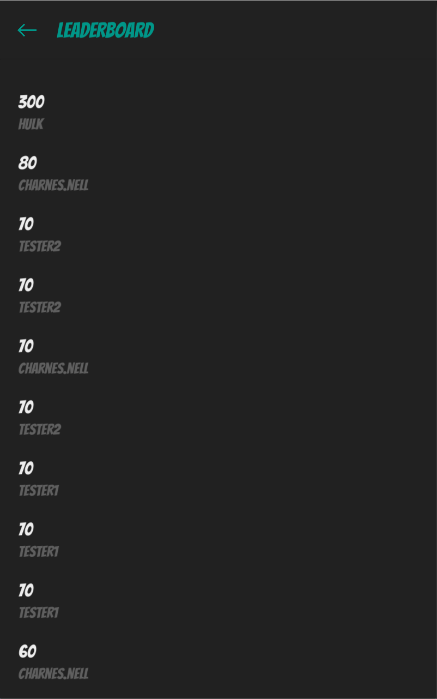 LEADERBOARD
300
HULK
80
CHARNES.NELL
70
TESTER2
70
TESTER2
70
CHARNES.NELL
70
TESTER2
70
TESTER1
70
TESTER1
70
TESTER1
60
CHARNES.NELL